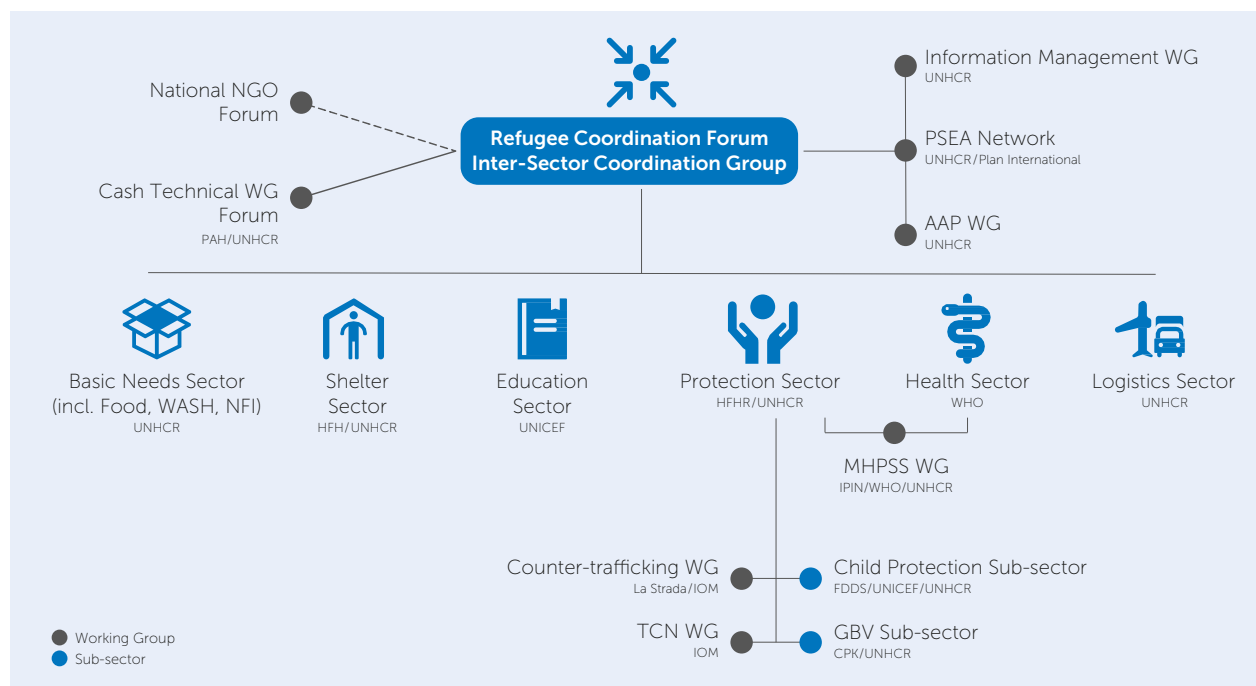 National NGO
Forum
Cash Technical WG
Forum
PAH/UNHCR
Refugee Coordination Forum
Inter-Sector Coordination Group
Information Management WG
UNHCR
PSEA Network
UNHCR/Plan International
AAP WG
UNHCR
Basic Needs Sector
(incl. Food, WASH, NFI)
UNHCR
Shelter
Sector
HFH/UNHCR
Education
Sector
UNICEF
Protection Sector
HFHR/UNHCR
Health Sector
WHO
Logistics Sector
UNHCR
MHPSS WG
IPIN/WHO/UNHCR
Counter-trafficking WG
La Strada/IOM
Child Protection Sub-sector
FDDS/UNICEF/UNHCR
TCN WG
IOM
GBV Sub-sector
CPK/UNHCR
Working Group
Sub-sector